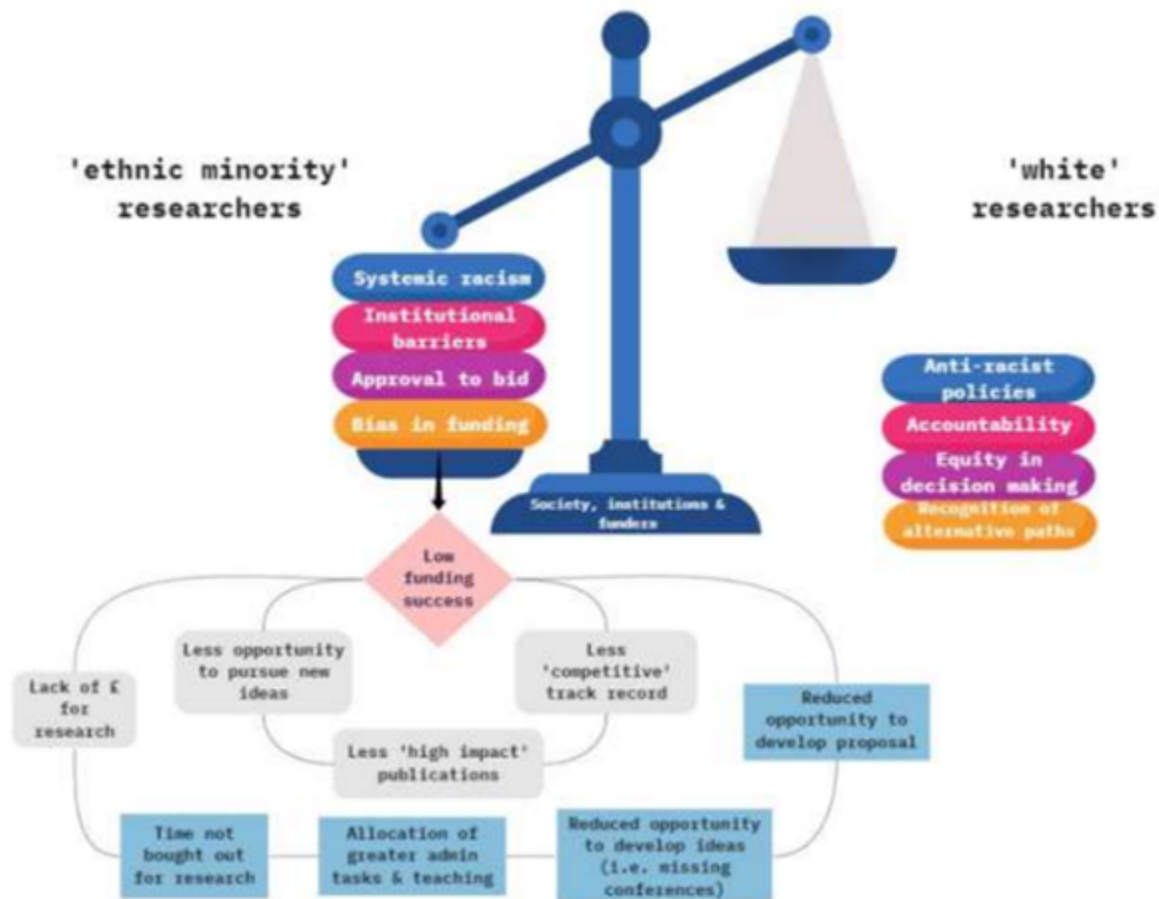 'ethnic minority'
researchers
'white'
researchers
Systemic racism
Institutional
barriers
Approval to bid
Bias in funding
Anti-racist
policies
Accountability
Equity in
decision making
Recognition of
alternative paths
Society, institutions &
funders
Low
funding
success
Less opportunity
to pursue new
ideas
Less
'competitive'
track record
Lack of £
for
research
Reduced
opportunity to
develop proposal
Less 'high impact'
publications
Time not
bought out
for research
Allocation of
greater admin
tasks & teaching
Reduced opportunity
to develop ideas
(i.e. missing
conferences)